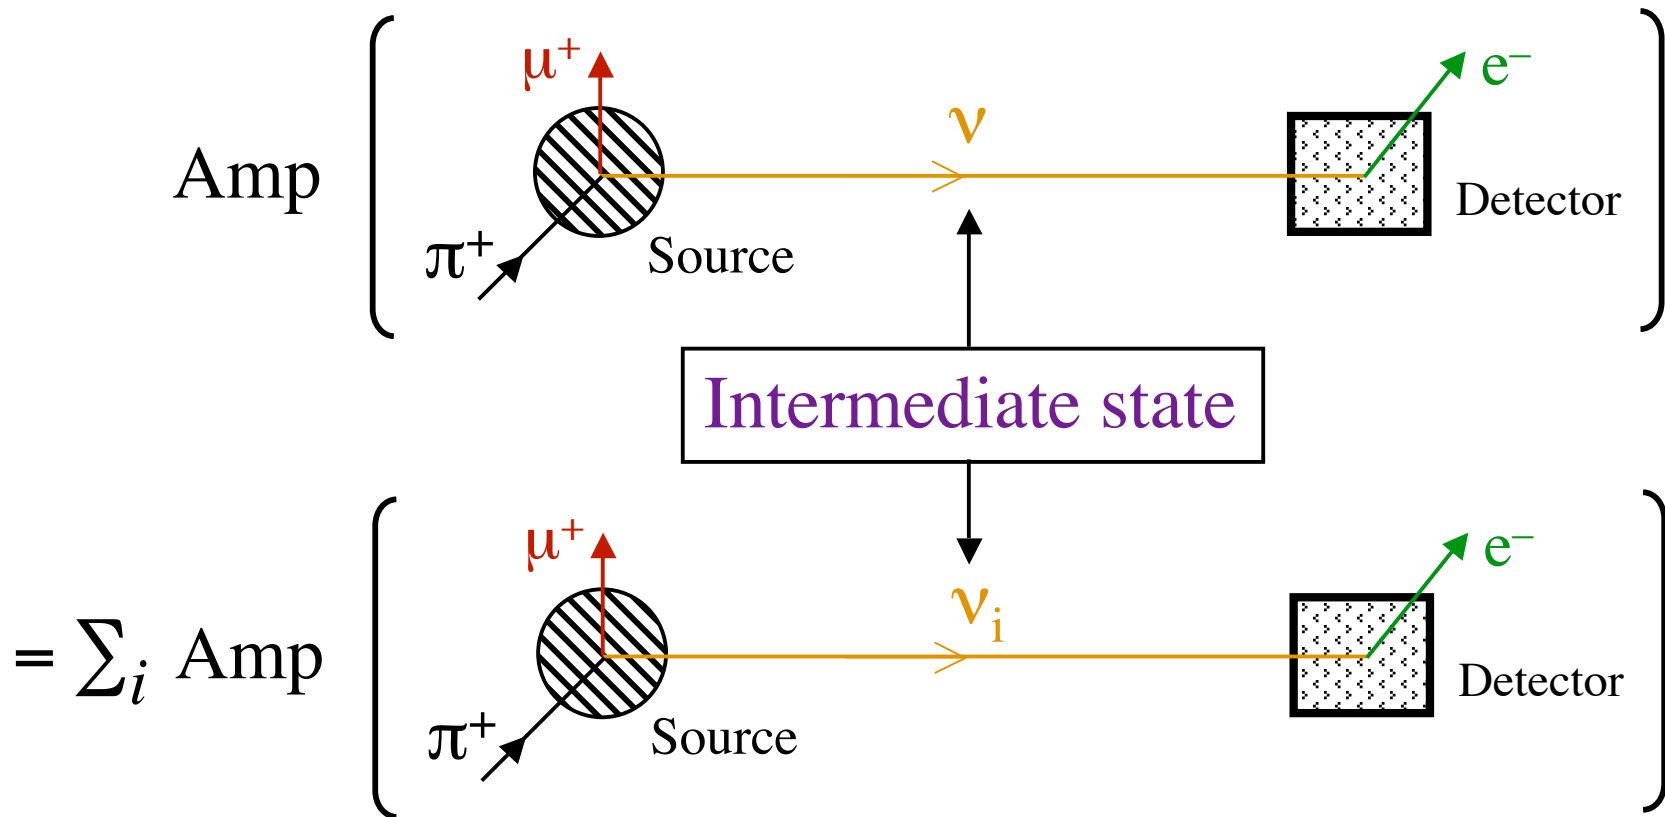 μ⁺
e⁻
ν
Amp
Detector
π⁺
Source
Intermediate state
μ⁺
e⁻
νᵢ
= ∑ᵢ Amp
Detector
π⁺
Source